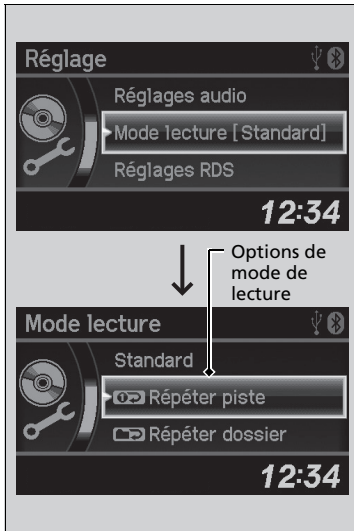 Réglage
Réglages audio
Mode lecture [Standard]
Réglages RDS
12:34
Options de
mode de
lecture
Mode lecture
Standard
Répéter piste
Répéter dossier
12:34